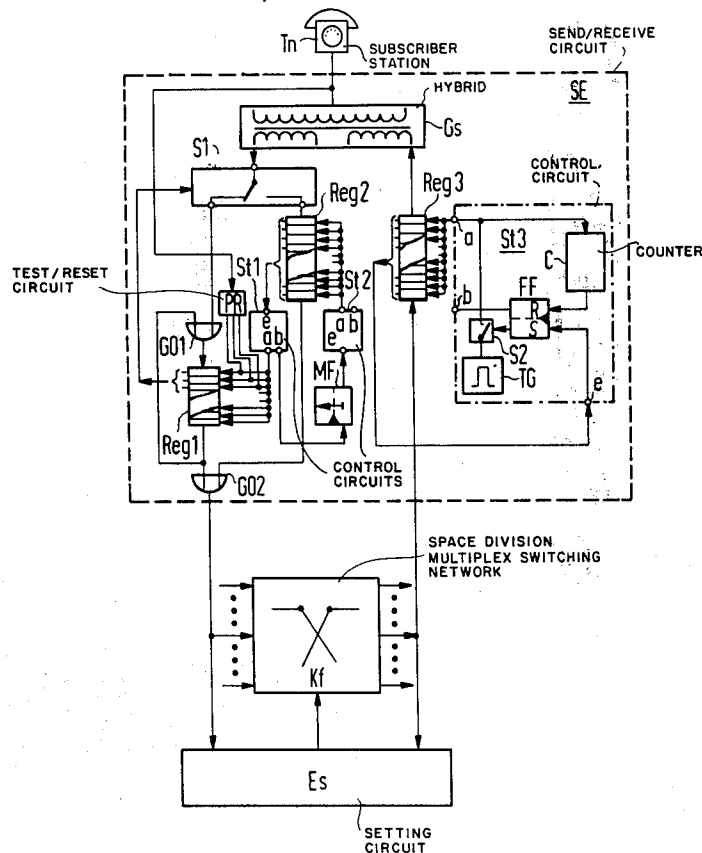 Tn
SUBSCRIBER
STATION
SEND/RECEIVE
CIRCUIT
SE
HYBRID
Gs
S1
CONTROL
CIRCUIT
Reg2
Reg3
St3
a
C
COUNTER
TEST/RESET
CIRCUIT
St1
St2
PR
e
a b
a b
e
b
FF
R
S
S2
TG
e
GO1
MF
Reg1
CONTROL
CIRCUITS
GO2
SPACE DIVISION
MULTIPLEX SWITCHING
NETWORK
Kf
Es
SETTING
CIRCUIT